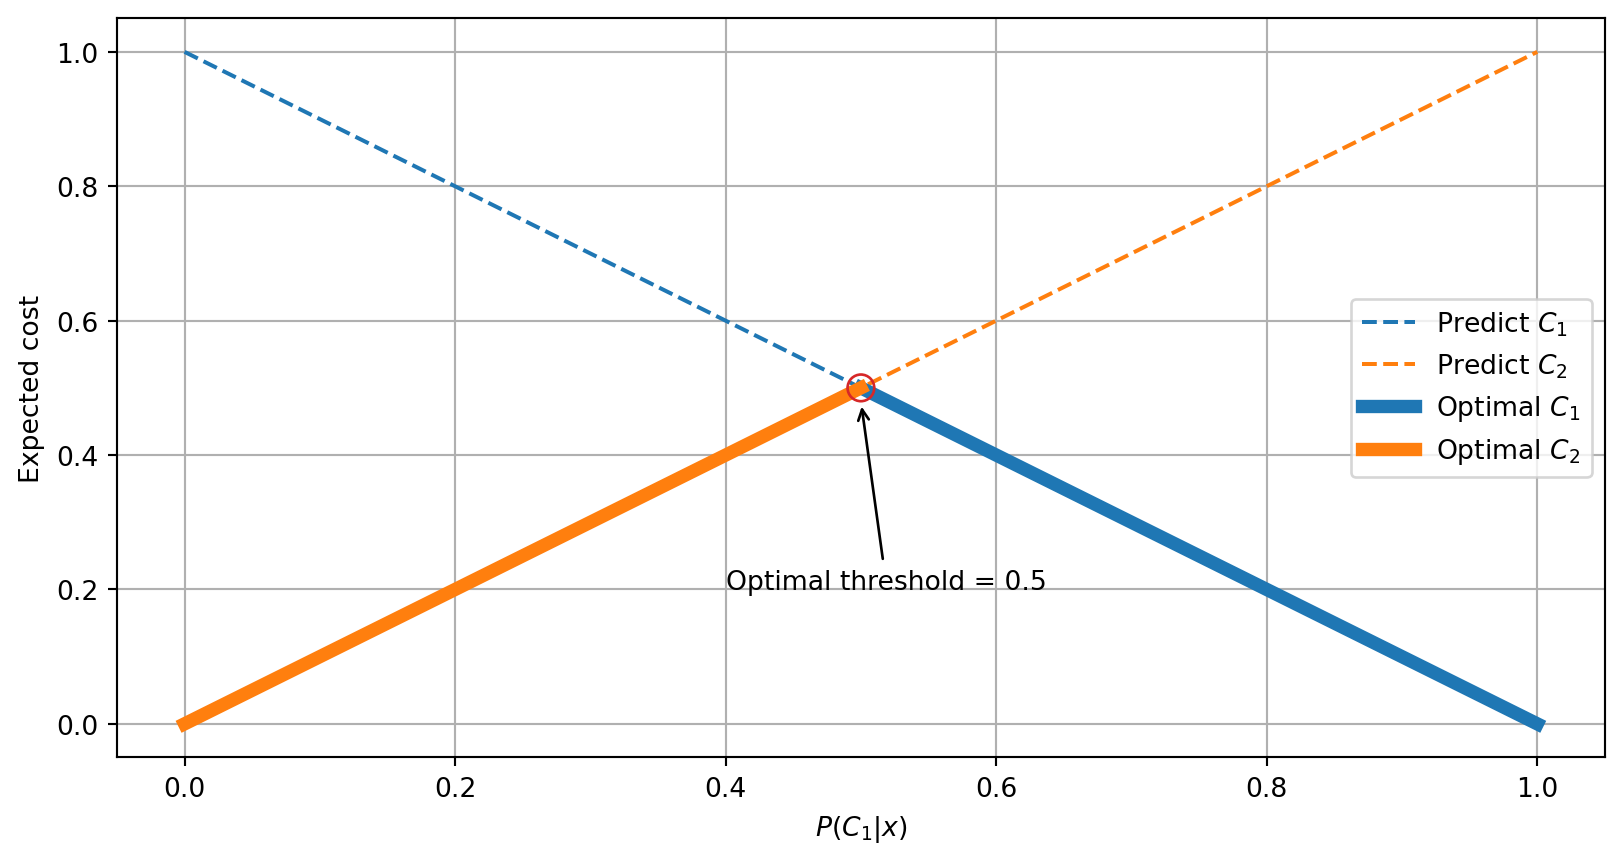 1.0
0.8
0.6
0.4
0.2
0.0
Expected cost
Predict C₁
Predict C₂
Optimal C₁
Optimal C₂
Optimal threshold = 0.5
0.0 0.2 0.4 0.6 0.8 1.0
P(C₁|x)